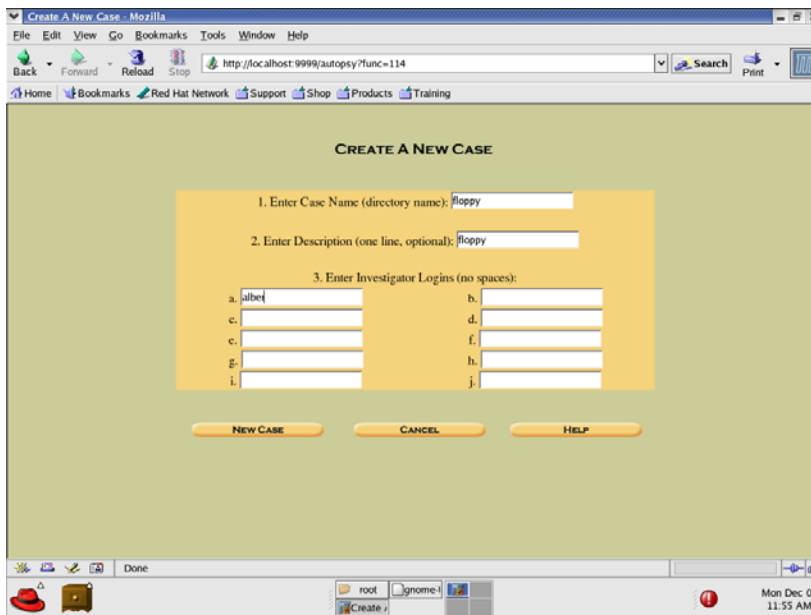 Create A New Case - Mozilla
File Edit View Go Bookmarks Tools Window Help
Back Forward Reload Stop http://localhost:9999/autopsy?func=114 Search Print
Home Bookmarks Red Hat Network Support Shop Products Training
CREATE A NEW CASE
1. Enter Case Name (directory name): floppy
2. Enter Description (one line, optional): floppy
3. Enter Investigator Logins (no spaces):
a. alber b.
c. d.
e. f.
g. h.
i. j.
NEW CASE CANCEL HELP
Done
root
Create
Mon Dec
11:55 AM